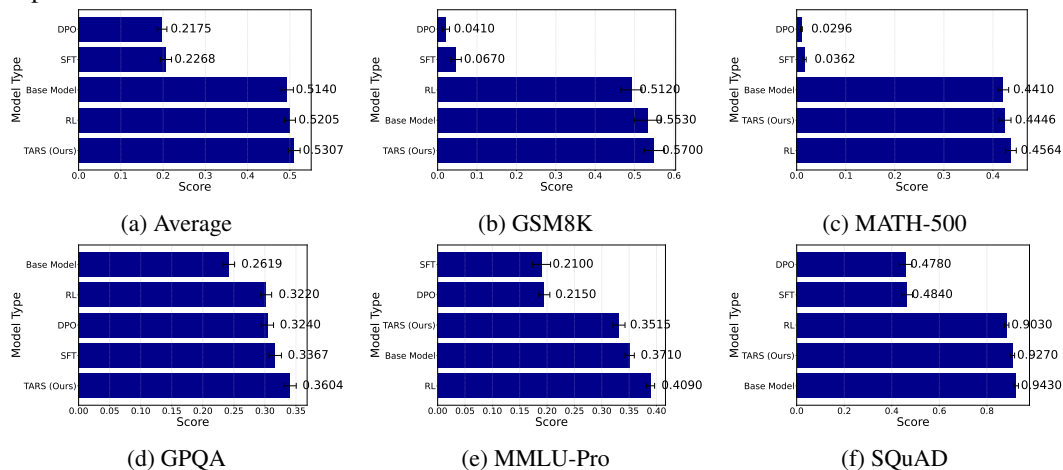 DPO
0.2175
SFT
0.2268
Base Model
0.5140
RL
0.5205
TARS (Ours)
0.5307
Model Type
0.0 0.1 0.2 0.3 0.4 0.5
Score
(a) Average
DPO
0.0410
SFT
0.0670
RL
0.5120
Base Model
0.5530
TARS (Ours)
0.5700
Model Type
0.0 0.1 0.2 0.3 0.4 0.5 0.6
Score
(b) GSM8K
DPO
0.0296
SFT
0.0362
Base Model
0.4410
TARS (Ours)
0.4446
RL
0.4564
Model Type
0.0 0.1 0.2 0.3 0.4
Score
(c) MATH-500
Base Model
0.2619
RL
0.3220
DPO
0.3240
SFT
0.3367
TARS (Ours)
0.3604
Model Type
0.00 0.05 0.10 0.15 0.20 0.25 0.30 0.35
Score
(d) GPQA
SFT
0.2100
DPO
0.2150
TARS (Ours)
0.3515
Base Model
0.3710
RL
0.4090
Model Type
0.00 0.05 0.10 0.15 0.20 0.25 0.30 0.35 0.40
Score
(e) MMLU-Pro
DPO
0.4780
SFT
0.4840
RL
0.9030
TARS (Ours)
0.9270
Base Model
0.9430
Model Type
0.0 0.2 0.4 0.6 0.8
Score
(f) SQuAD